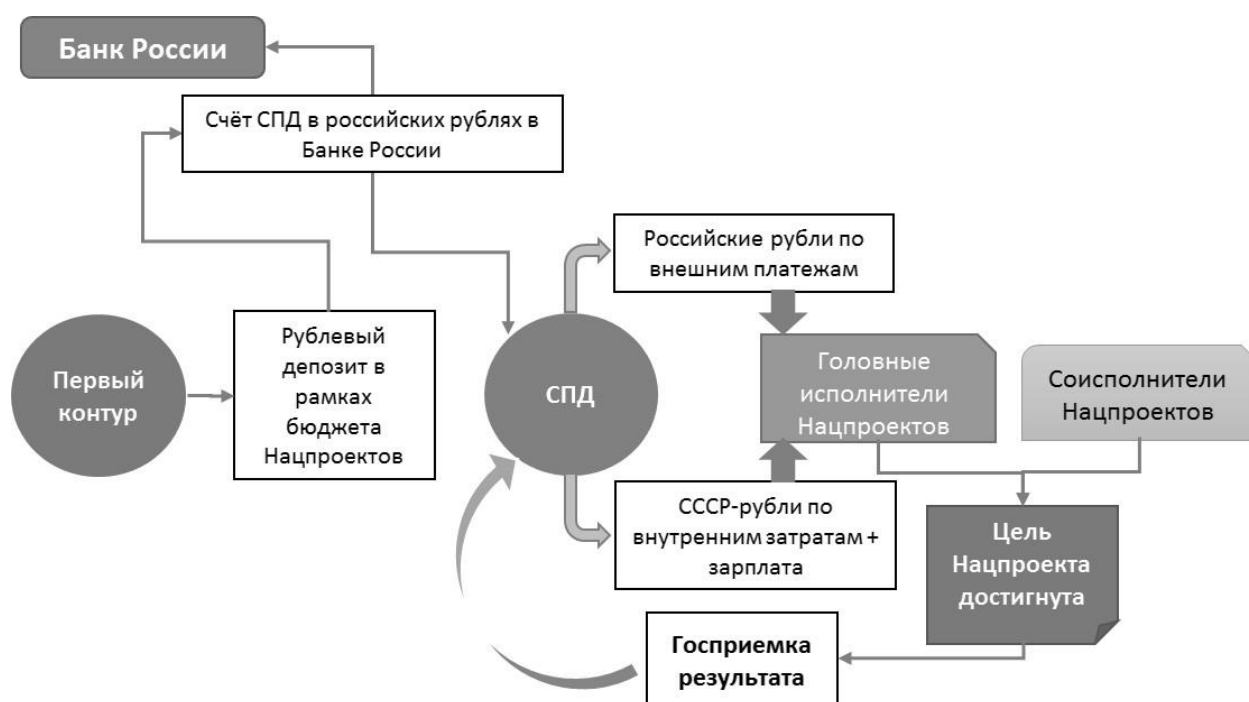 Банк России
Счёт СПД в российских рублях в
Банке России
Российские рубли по
внешним платежам
Первый
контур
Рублевый
депозит в
рамках
бюджета
Нацпроектов
СПД
Головные
исполнители
Нацпроектов
Соисполнители
Нацпроектов
СССР-рубли по
внутренним затратам +
зарплата
Цель
Нацпроекта
достигнута
Госприемка
результата